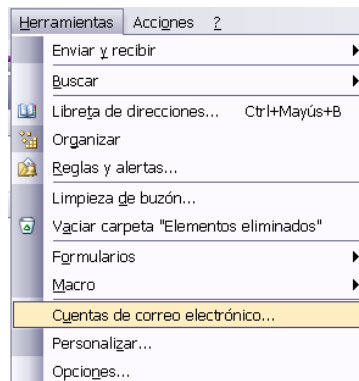 Herramientas Acciones ?
Enviar y recibir
Buscar
Libreta de direcciones... Ctrl+Mayús+B
Organizar
Reglas y alertas...
Limpieza de buzón...
Vaciar carpeta "Elementos eliminados"
Formularios
Macro
Cuentas de correo electrónico...
Personalizar...
Opciones...